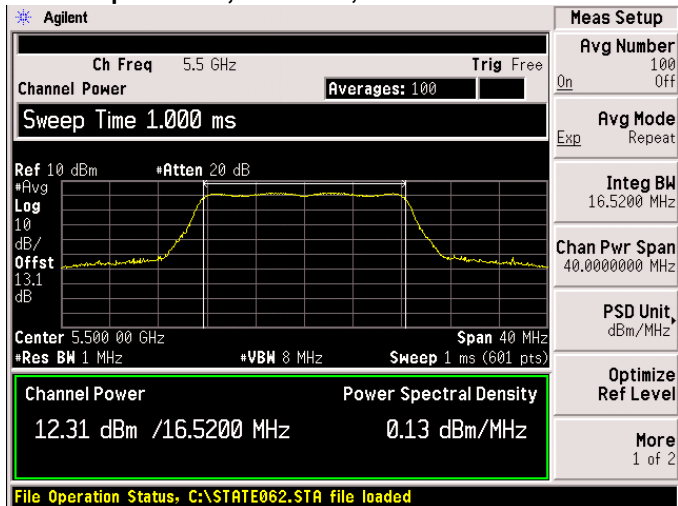 Agilent
Meas Setup
Ch Freq 5.5 GHz Trig Free
Channel Power Averages: 100
Sweep Time 1.000 ms
Ref 10 dBm #Atten 20 dB
#Avg
Log
10
dB/
Offst
13.1
dB
Center 5.500 00 GHz Span 40 MHz
#Res BW 1 MHz #VBW 8 MHz Sweep 1 ms (601 pts)
Channel Power Power Spectral Density
12.31 dBm /16.5200 MHz 0.13 dBm/MHz
File Operation Status, C:\STATE062.STA file loaded
Avg Number
100
On Off
Avg Mode
Exp Repeat
Integ BW
16.5200 MHz
Chan Pwr Span
40.0000000 MHz
PSD Unit
dBm/MHz
Optimize
Ref Level
More
1 of 2